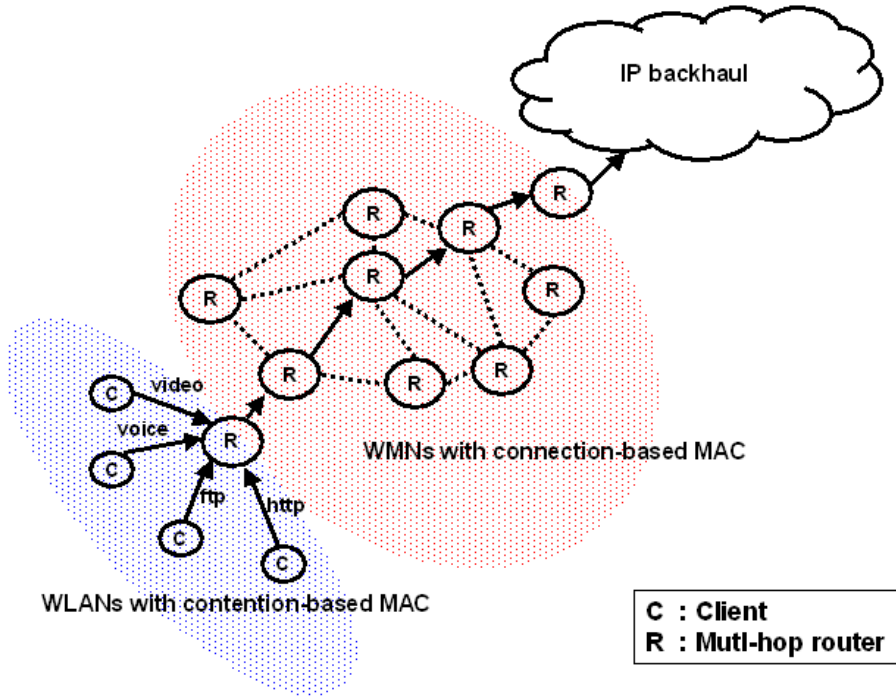 IP backhaul
R
R
R
R
R
R
R
R
R
R
C
video
voice
C
ftp
http
C
C
WMNs with connection-based MAC
WLANs with contention-based MAC
C : Client
R : Mutl-hop router